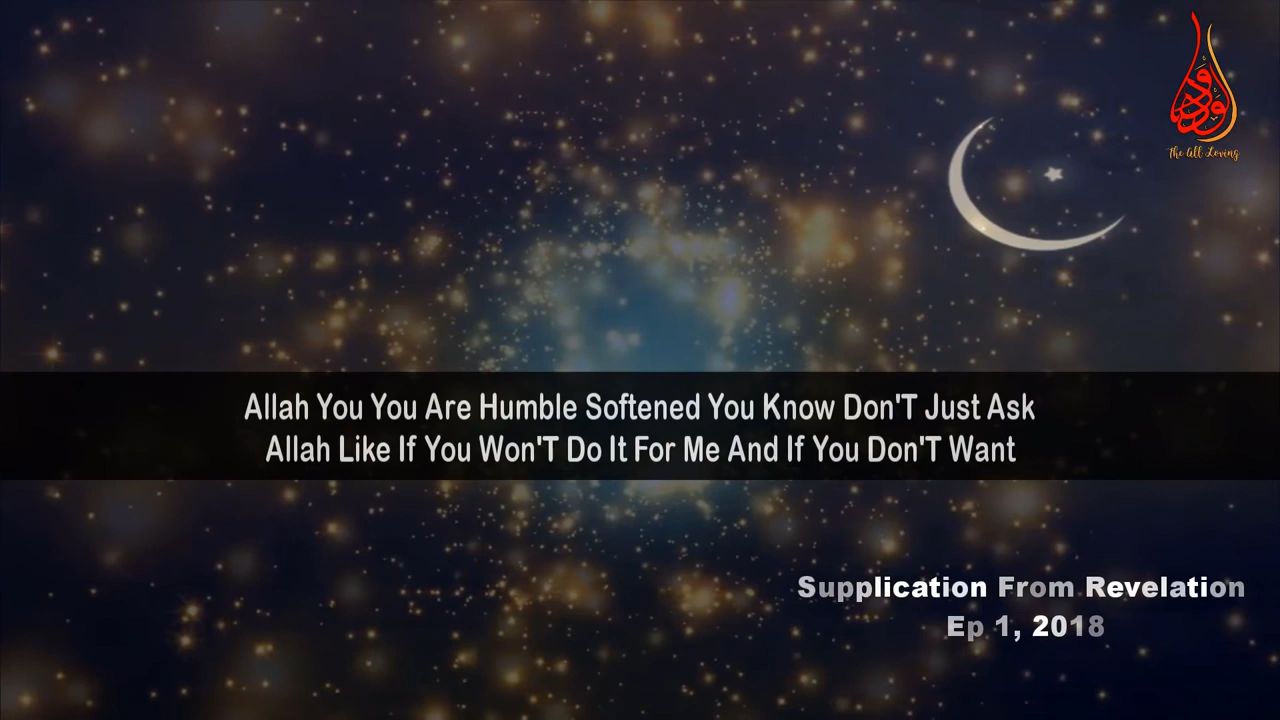 الودود
The All Loving
Allah You You Are Humble Softened You Know Don'T Just Ask
Allah Like If You Won'T Do It For Me And If You Don'T Want
Supplication From Revelation
Ep 1, 2018